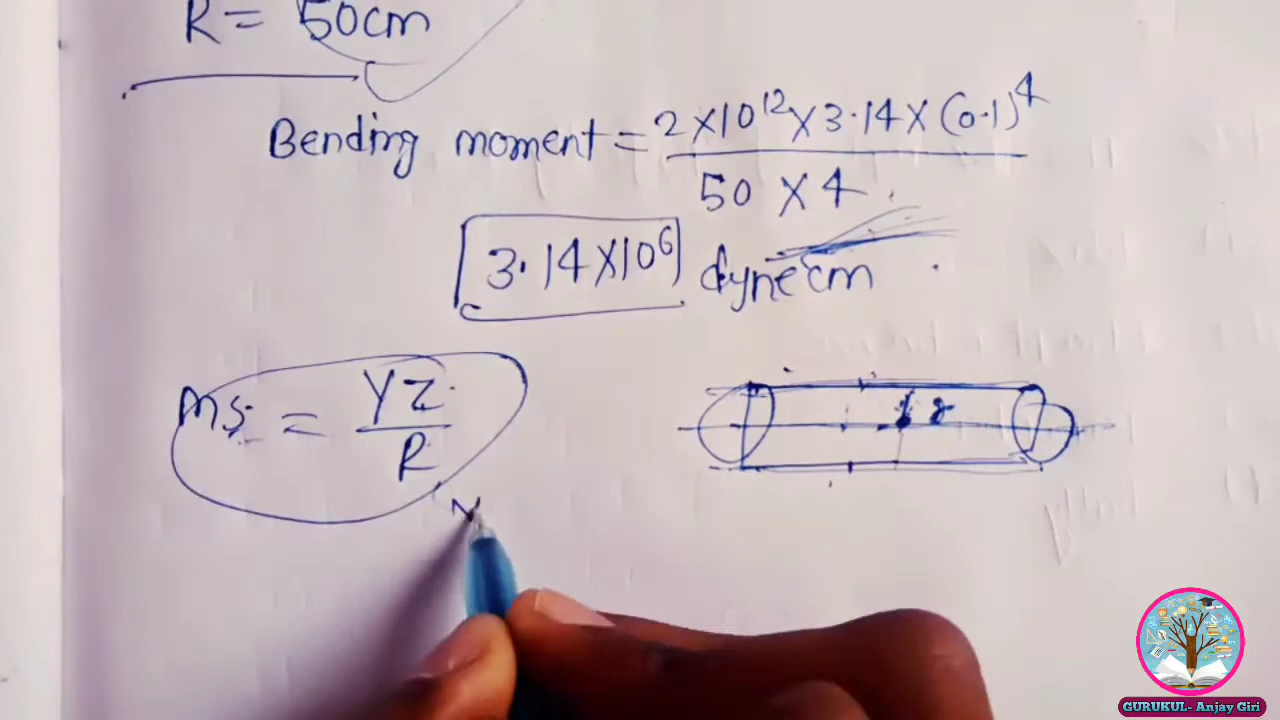 R = 50cm
Bending moment = 2 X 10¹² X 3.14 X (0.1)⁴
50 X 4
3.14 X 10⁶ dyne cm
Ms = YZ
R
r
GURUKUL- Anjay Giri